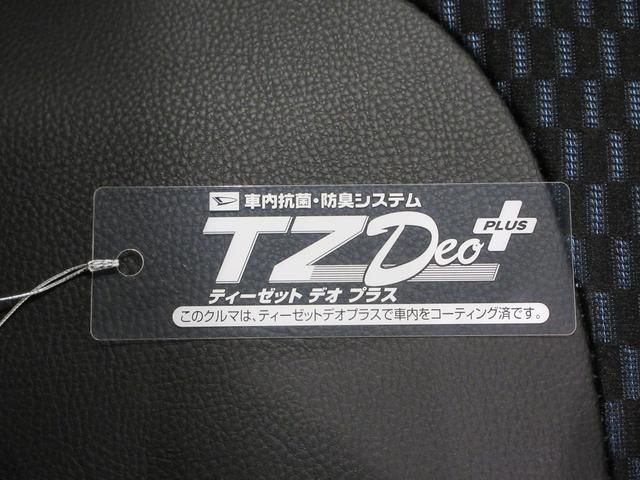 車内抗菌・防臭システム
TZ Deo PLUS
ティーゼット デオ プラス
このクルマは、ティーゼットデオプラスで車内をコーティング済です。